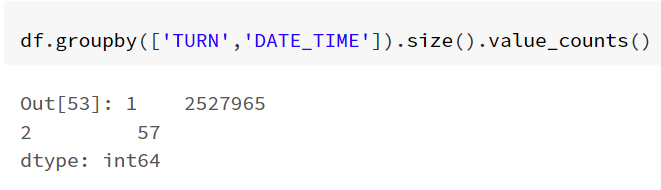 df.groupby(['TURN','DATE_TIME']).size().value_counts()
Out[53]: 1    2527965
2         57
dtype: int64